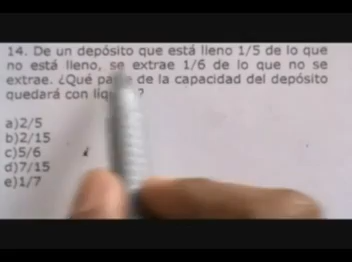 14. De un depósito que está lleno 1/5 de lo que
no está lleno, se extrae 1/6 de lo que no se
extrae. ¿Qué pa e de la capacidad del depósito
quedará con líq ?
a)2/5
b)2/15
c)5/6
d)7/15
e)1/7